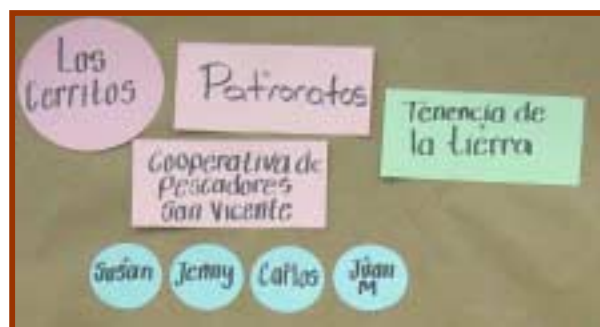 Los
Cerritos
Patronatos
Tenencia de
la tierra
Cooperativa de
Pescadores
San Vicente
Susan
Jenny
Carlos
Juan
M